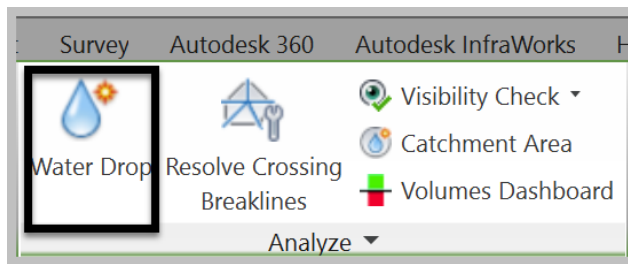 Survey Autodesk 360 Autodesk InfraWorks
Water Drop
Resolve Crossing
Breaklines
Visibility Check
Catchment Area
Volumes Dashboard
Analyze